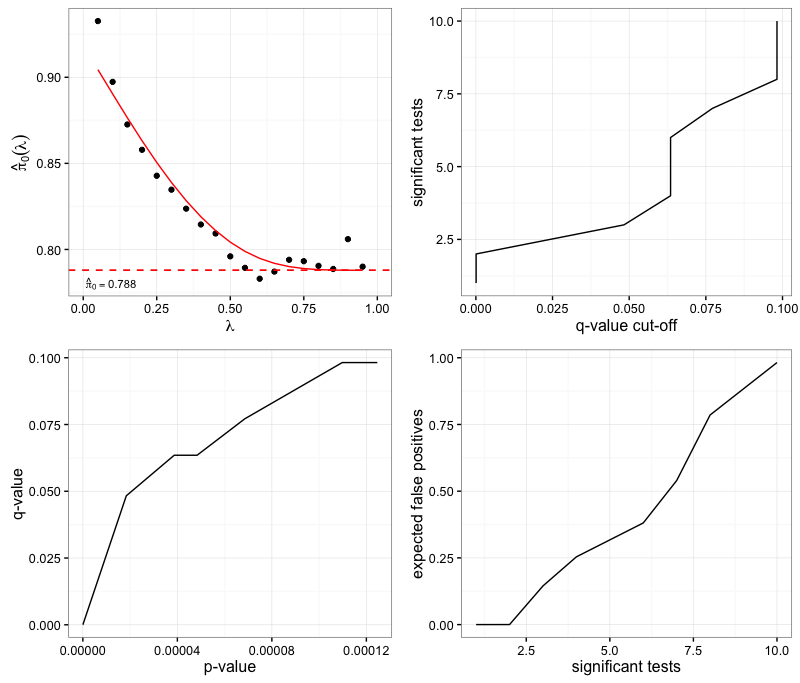 0.90
0.85
0.80
π̂₀(λ)
π̂₀ = 0.788
0.00 0.25 0.50 0.75 1.00
λ
10.0
7.5
5.0
2.5
significant tests
0.000 0.025 0.050 0.075 0.100
q-value cut-off
0.100
0.075
0.050
0.025
0.000
q-value
0.00000 0.00004 0.00008 0.00012
p-value
1.00
0.75
0.50
0.25
0.00
expected false positives
2.5 5.0 7.5 10.0
significant tests